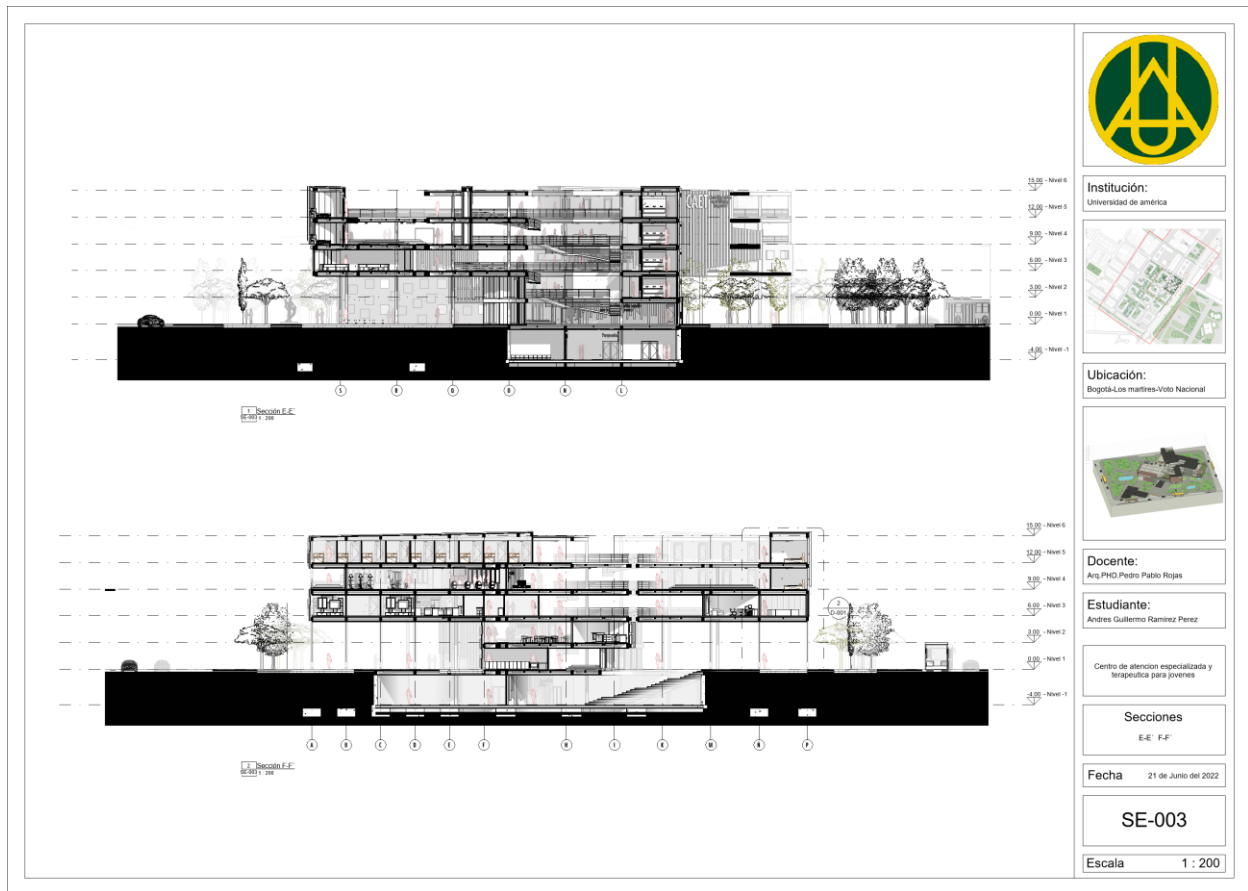 15.00 - Nivel 6
12.00 - Nivel 5
9.00 - Nivel 4
6.00 - Nivel 3
3.00 - Nivel 2
0.00 - Nivel 1
-4.00 - Nivel -1
CAET
S R Q O N L
1 Sección E-E´
SE-003 1 : 200
15.00 - Nivel 6
12.00 - Nivel 5
9.00 - Nivel 4
6.00 - Nivel 3
3.00 - Nivel 2
0.00 - Nivel 1
-4.00 - Nivel -1
2
D-001
A B C D E F H I K M Ñ P
2 Sección F-F´
SE-003 1 : 200
Institución:
Universidad de américa
Ubicación:
Bogotá-Los martires-Voto Nacional
Docente:
Arq.PHD.Pedro Pablo Rojas
Estudiante:
Andres Guillermo Ramirez Perez
Centro de atencion especializada y
terapeutica para jovenes
Secciones
E-E´ F-F´
Fecha 21 de Junio del 2022
SE-003
Escala 1 : 200